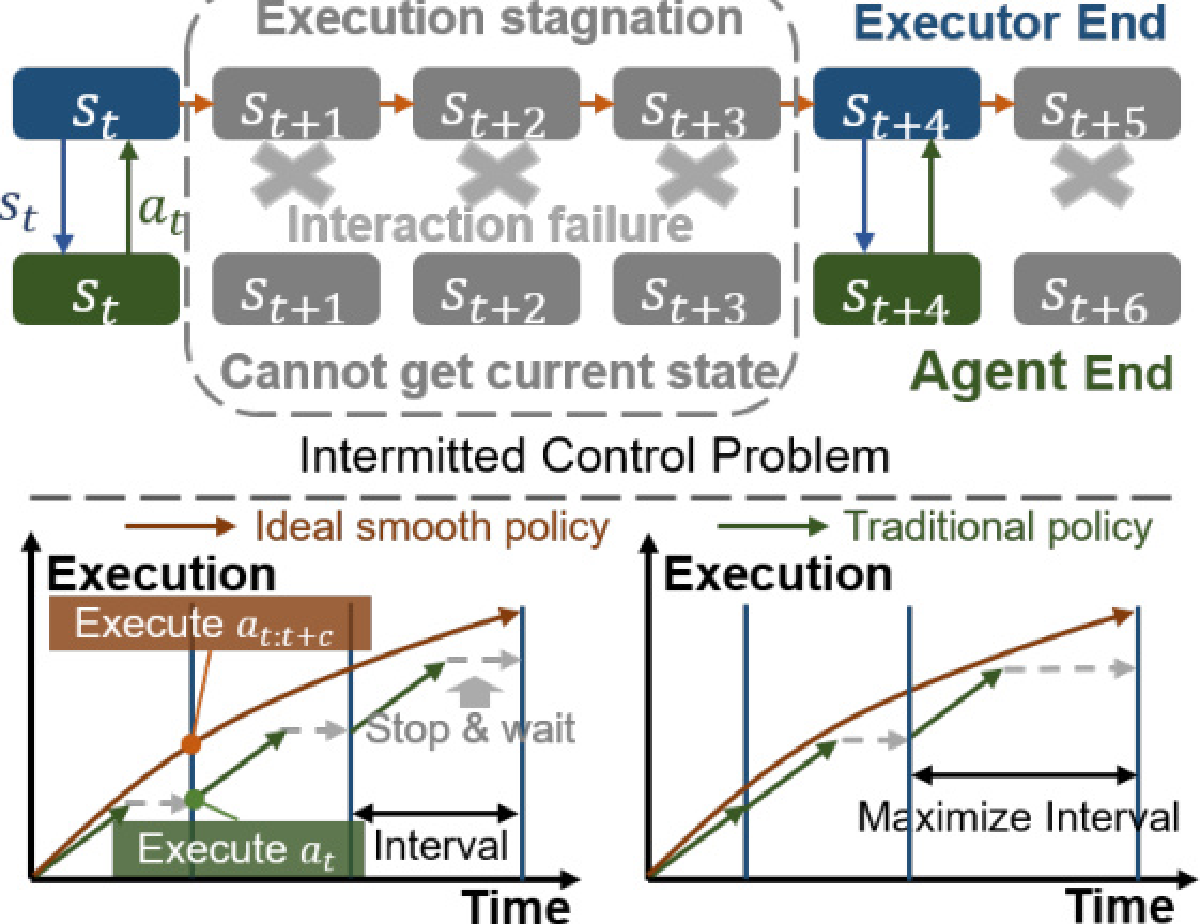 Execution stagnation
Executor End
s_t s_{t+1} s_{t+2} s_{t+3} s_{t+4} s_{t+5}
s_t a_t
Interaction failure
s_t s_{t+1} s_{t+2} s_{t+3} s_{t+4} s_{t+6}
Cannot get current state
Agent End
Intermitted Control Problem
Ideal smooth policy
Traditional policy
Execution
Execute a_{t:t+c}
Stop & wait
Interval
Execute a_t
Time
Execution
Maximize Interval
Time